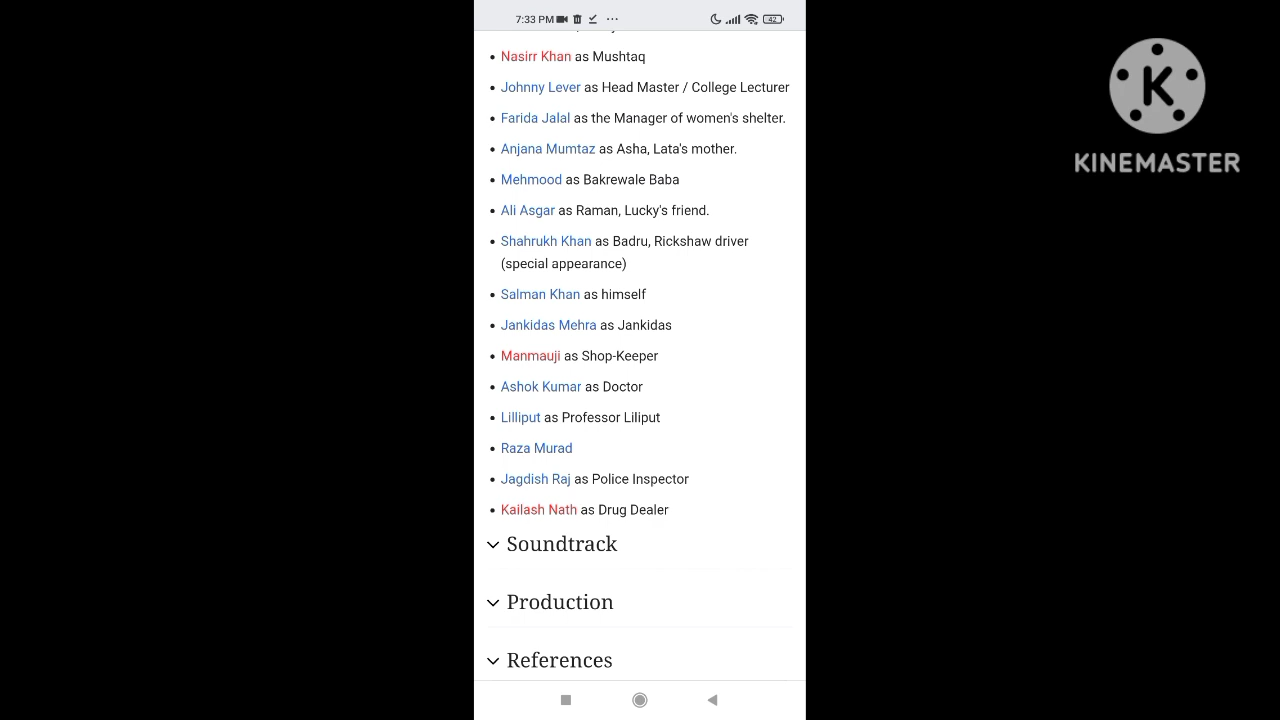 7:33 PM
42
Nasirr Khan as Mushtaq
Johnny Lever as Head Master / College Lecturer
Farida Jalal as the Manager of women's shelter.
Anjana Mumtaz as Asha, Lata's mother.
Mehmood as Bakrewale Baba
Ali Asgar as Raman, Lucky's friend.
Shahrukh Khan as Badru, Rickshaw driver
(special appearance)
Salman Khan as himself
Jankidas Mehra as Jankidas
Manmauji as Shop-Keeper
Ashok Kumar as Doctor
Lilliput as Professor Liliput
Raza Murad
Jagdish Raj as Police Inspector
Kailash Nath as Drug Dealer
Soundtrack
Production
References
K
KINEMASTER